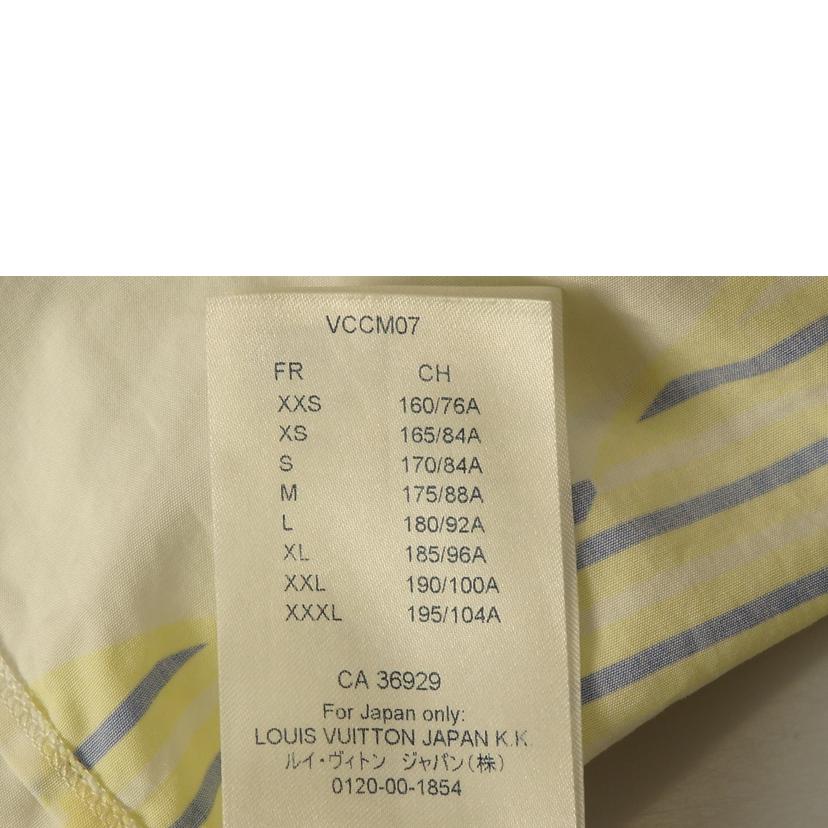 VCCM07
FR CH
XXS 160/76A
XS 165/84A
S 170/84A
M 175/88A
L 180/92A
XL 185/96A
XXL 190/100A
XXXL 195/104A
CA 36929
For Japan only:
LOUIS VUITTON JAPAN K.K.
ルイ・ヴィトン ジャパン(株)
0120-00-1854